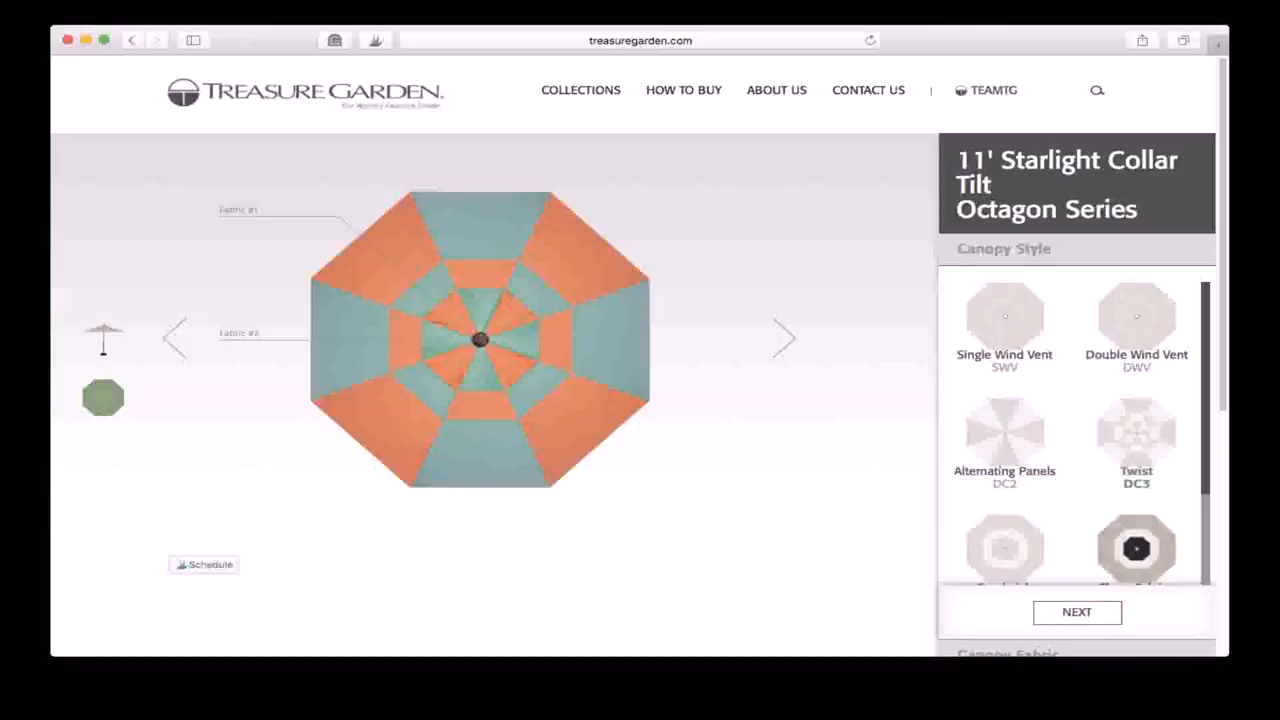 treasuregarden.com
TREASURE GARDEN.
COLLECTIONS
HOW TO BUY
ABOUT US
CONTACT US
|
TEAMTG
11' Starlight Collar
Tilt
Octagon Series
Canopy Style
Fabric #1
Fabric #2
Single Wind Vent
SWV
Double Wind Vent
DWV
Alternating Panels
DC2
Twist
DC3
Schedule
NEXT
Canopy Fabric